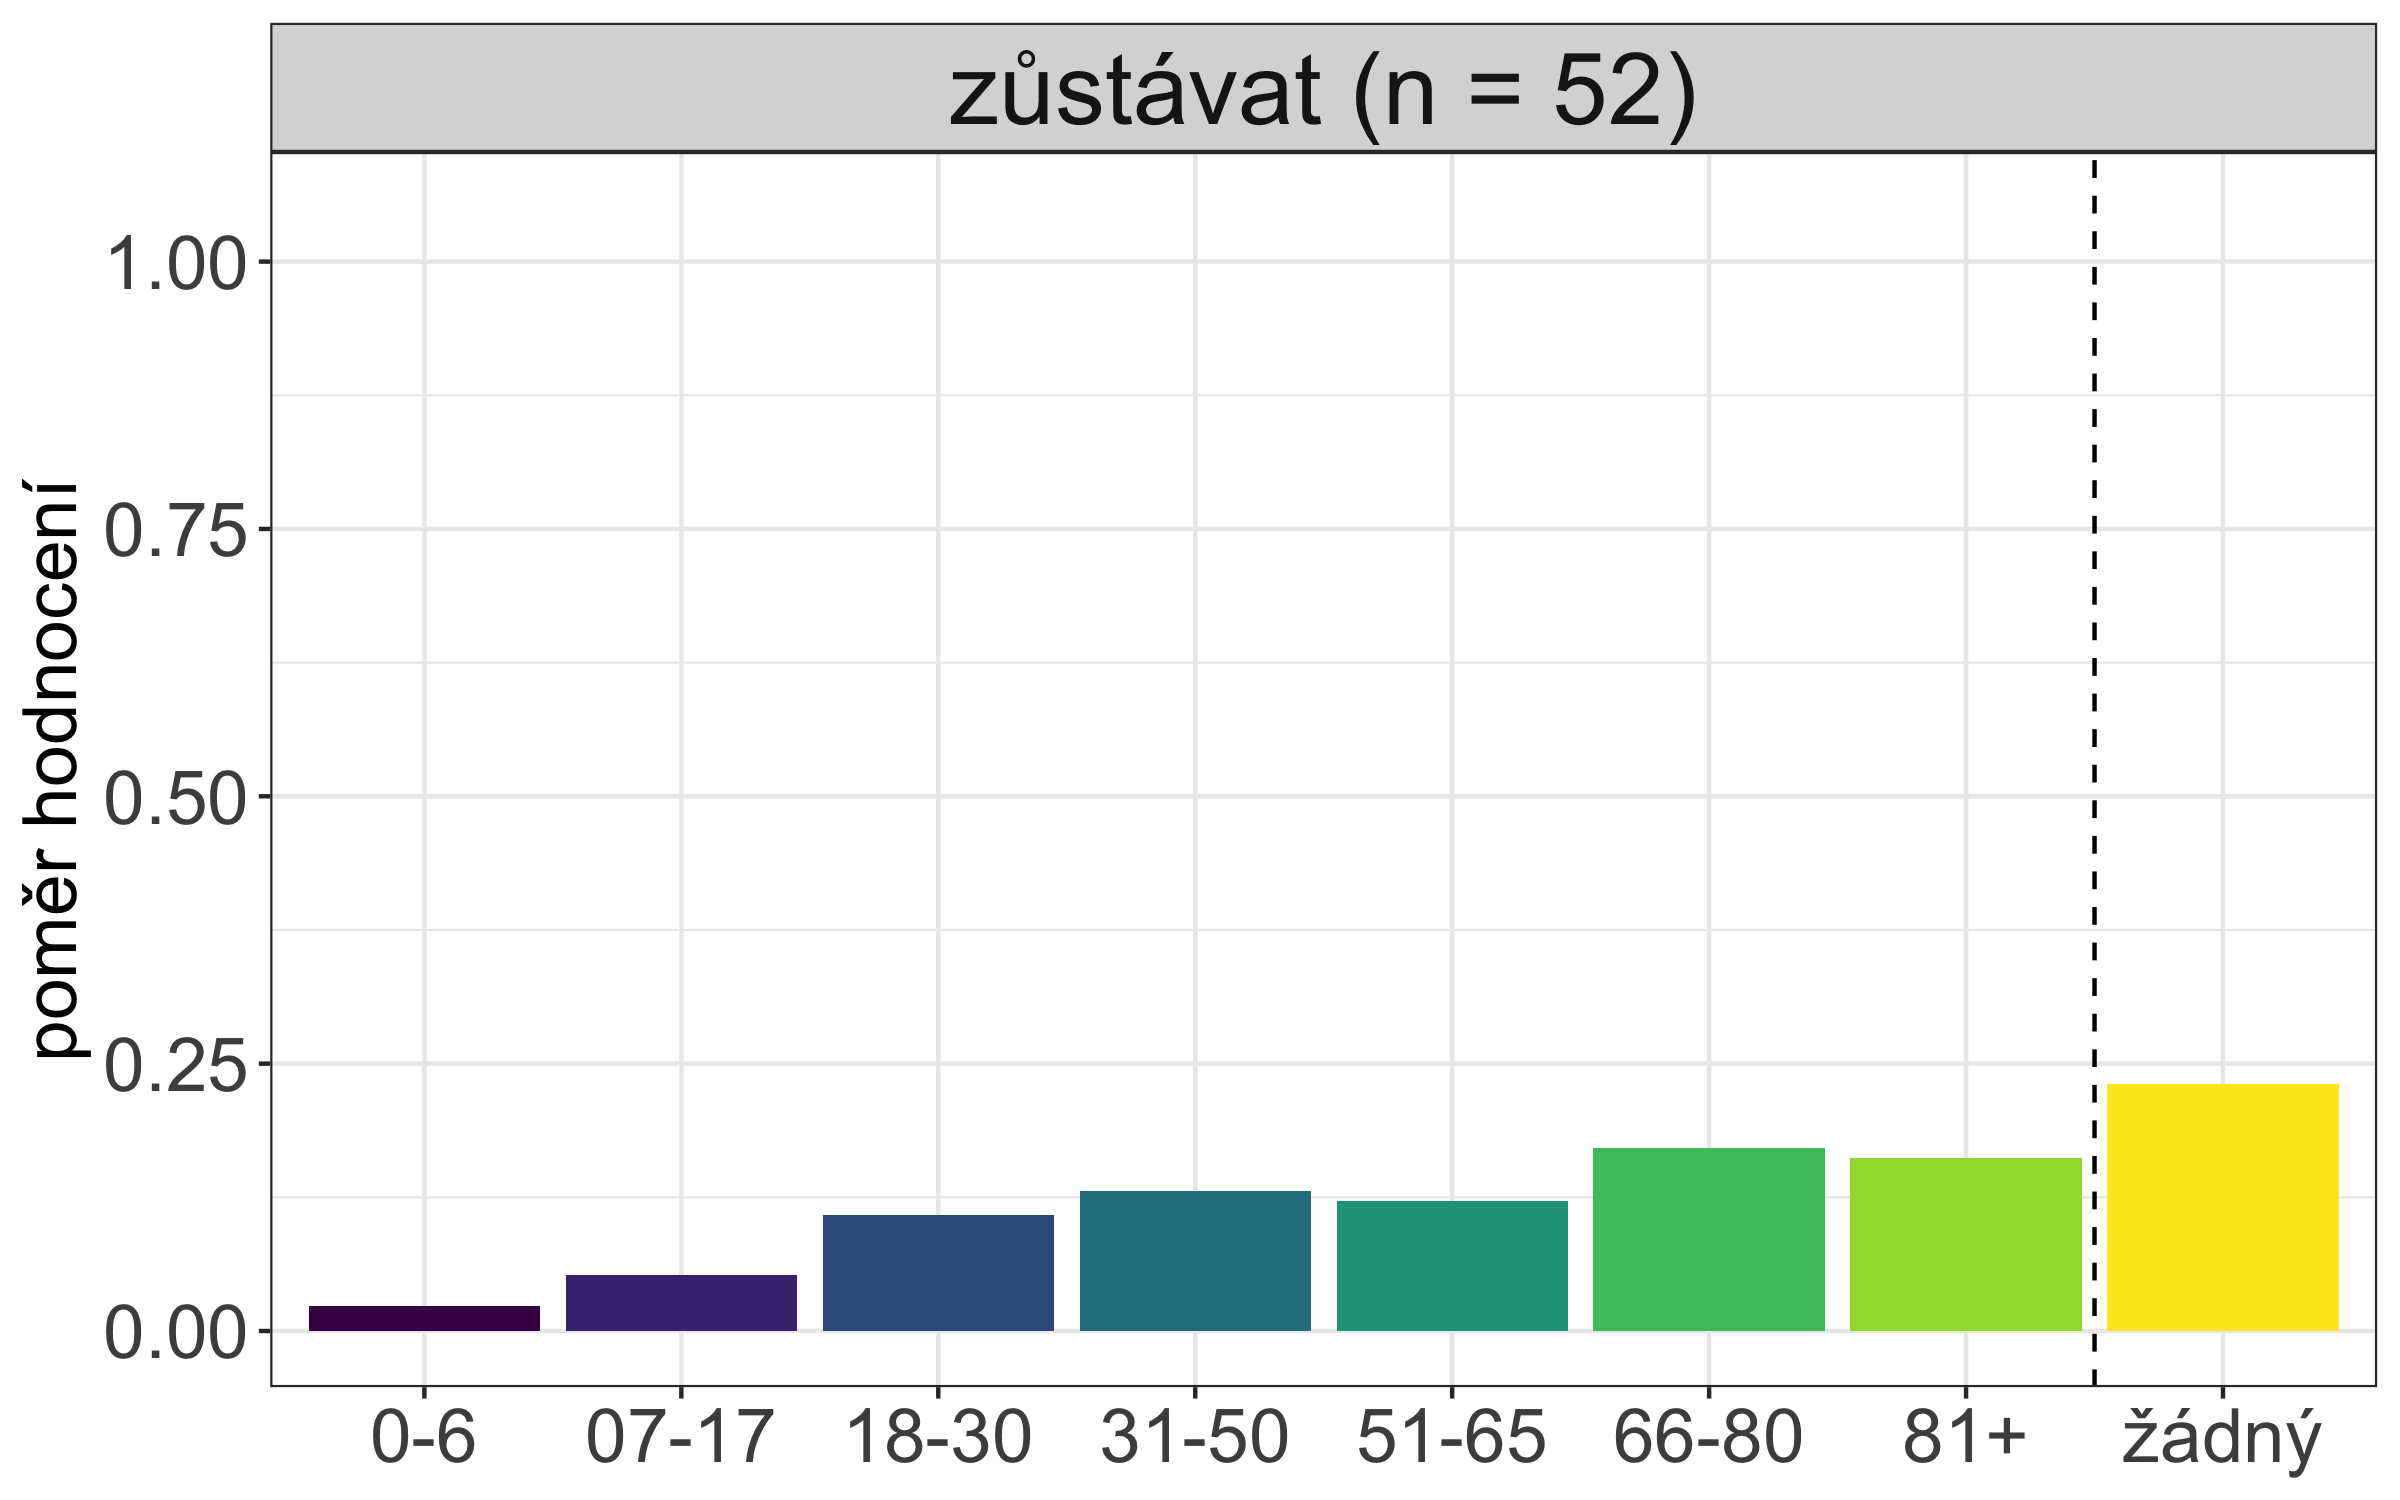 zůstávat (n = 52)
poměr hodnocení
1.00
0.75
0.50
0.25
0.00
0-6 07-17 18-30 31-50 51-65 66-80 81+ žádný